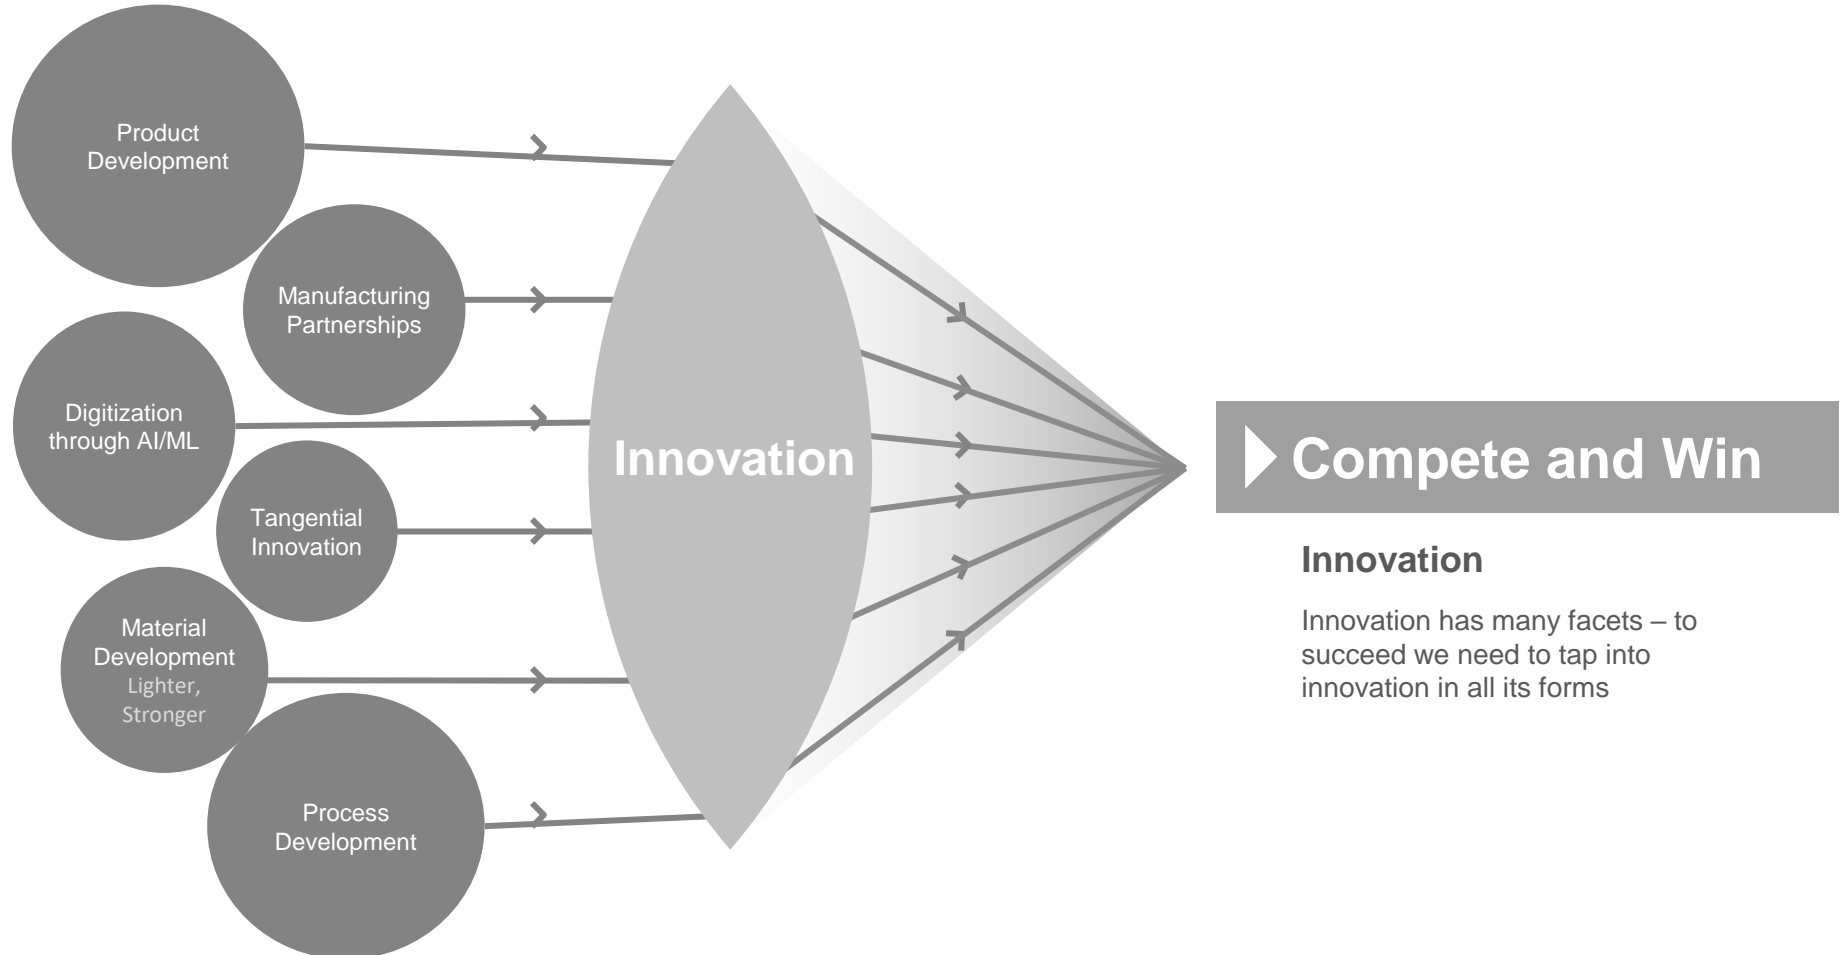 Product
Development
Manufacturing
Partnerships
Digitization
through AI/ML
Tangential
Innovation
Material
Development
Lighter,
Stronger
Process
Development
Innovation
Compete and Win
Innovation
Innovation has many facets – to
succeed we need to tap into
innovation in all its forms